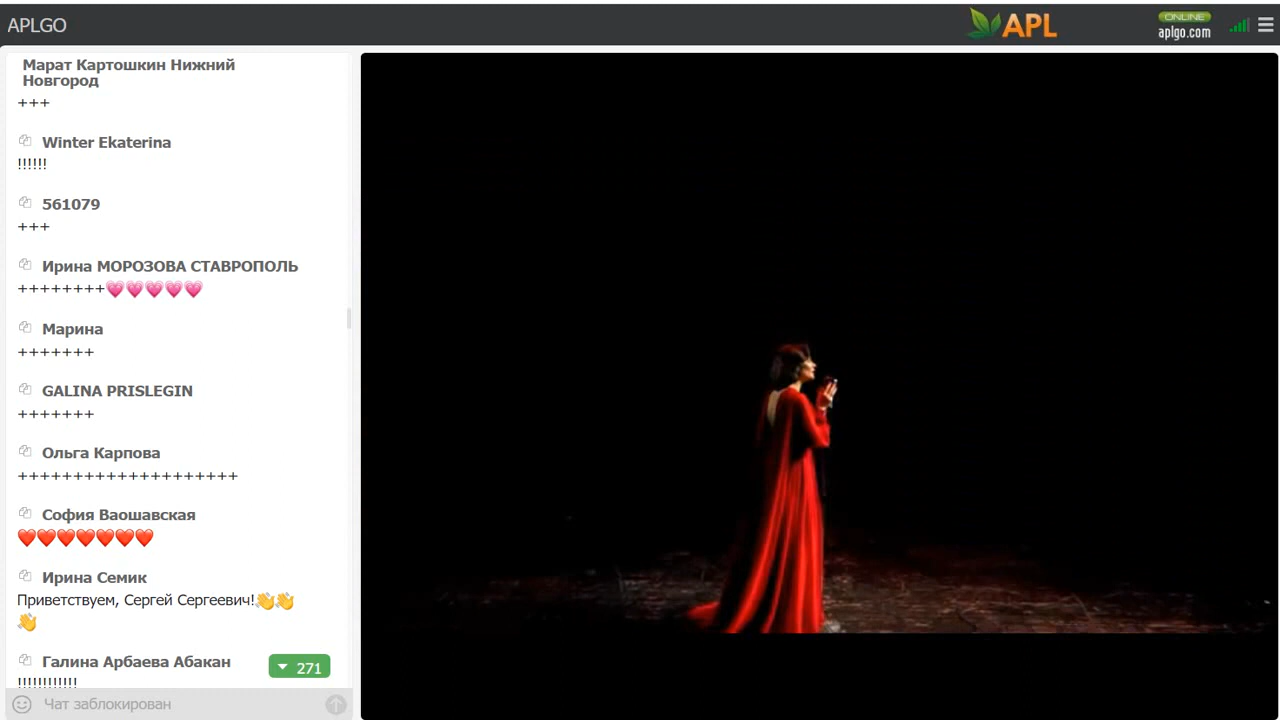 APLGO
APL
ONLINE
aplgo.com
Марат Картошкин Нижний
Новгород
+++
Winter Ekaterina
!!!!!!
561079
+++
Ирина МОРОЗОВА СТАВРОПОЛЬ
++++++++💗💗💗💗💗
Марина
+++++++
GALINA PRISLEGIN
+++++++
Ольга Карпова
++++++++++++++++++++
София Ваошавская
❤️❤️❤️❤️❤️❤️❤️
Ирина Семик
Приветствуем, Сергей Сергеевич!👋👋
👋
Галина Арбаева Абакан
!!!!!!!!!!!!
271
Чат заблокирован